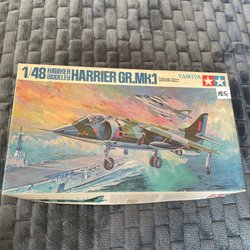 1/48 HAWKER SIDDELEY HARRIER GR.MK.1
TAMIYA